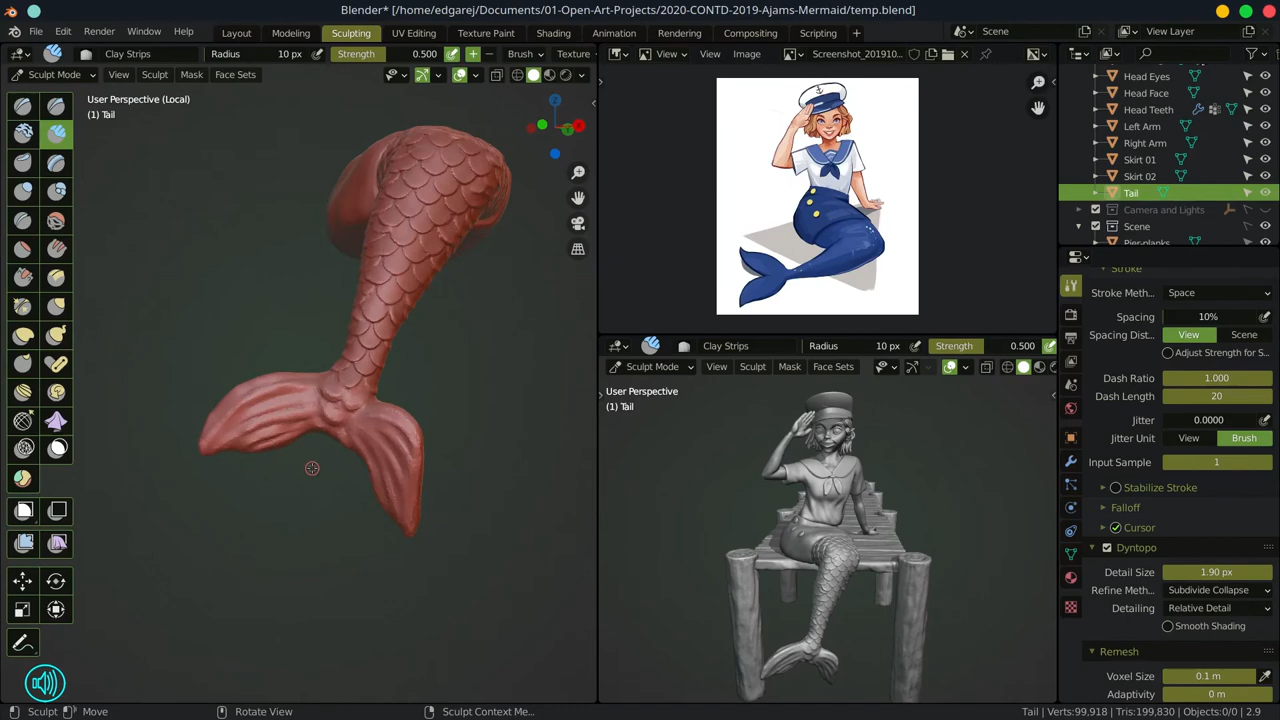 Blender* [/home/edgarej/Documents/01-Open-Art-Projects/2020-CONTD-2019-Ajams-Mermaid/temp.blend]
File Edit Render Window Help Layout Modeling Sculpting UV Editing Texture Paint Shading Animation Rendering Compositing Scripting + Scene View Layer
Clay Strips Radius 10 px Strength 0.500 Brush Texture
Sculpt Mode View Sculpt Mask Face Sets
User Perspective (Local)
(1) Tail
View View Image Screenshot_201910...
Clay Strips Radius 10 px Strength 0.500
Sculpt Mode View Sculpt Mask Face Sets
User Perspective
(1) Tail
Head Eyes
Head Face
Head Teeth
Left Arm
Right Arm
Skirt 01
Skirt 02
Tail
Camera and Lights
Scene
Pier-planks
Stroke
Stroke Meth... Space
Spacing 10%
Spacing Dist... View Scene
Adjust Strength for S...
Dash Ratio 1.000
Dash Length 20
Jitter 0.0000
Jitter Unit View Brush
Input Sample 1
Stabilize Stroke
Falloff
Cursor
Dyntopo
Detail Size 1.90 px
Refine Meth... Subdivide Collapse
Detailing Relative Detail
Smooth Shading
Remesh
Voxel Size 0.1 m
Adaptivity 0 m
Sculpt Move Rotate View Sculpt Context Me... Tail | Verts:99,918 | Tris:199,830 | Objects:0/0 | 2.9